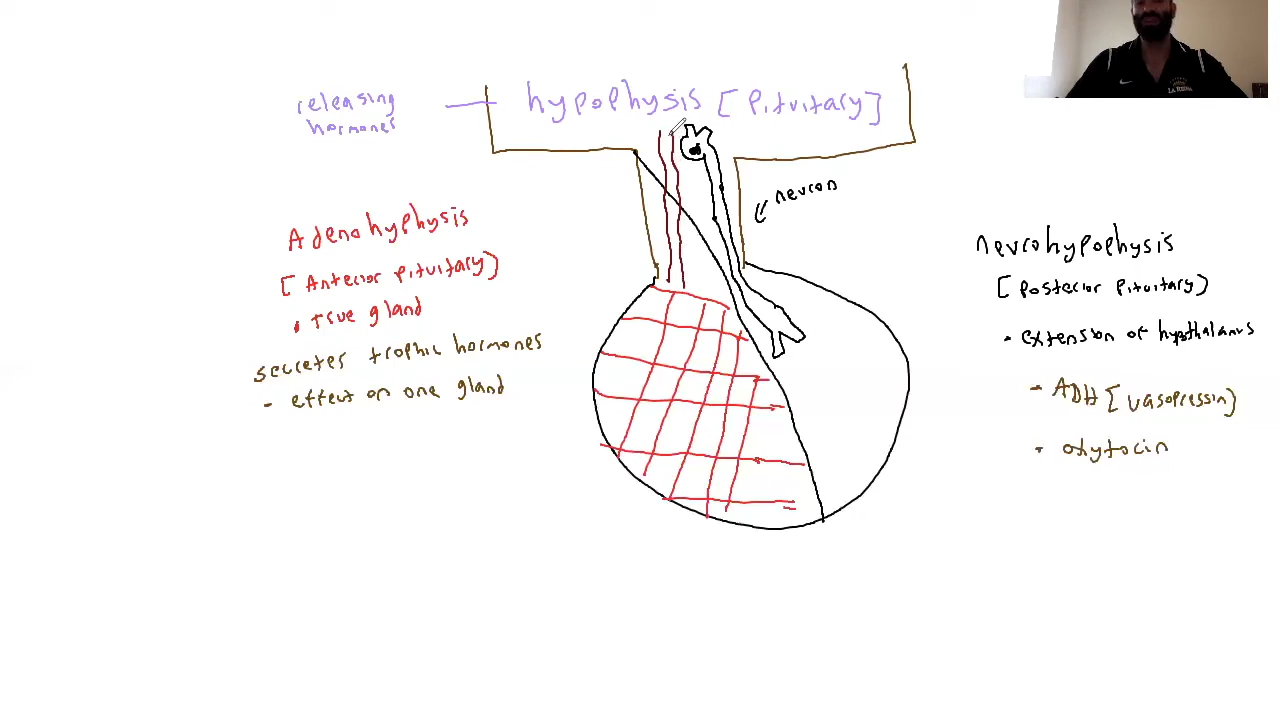 releasing
hormones
hypophysis [Pituitary]
neuron
Adenohyphysis
[Anterior pituitary]
• True gland
secretes trophic hormones
- effect on one gland
neurohypophysis
[Posterior pituitary]
• extension of hypothalamus
- ADH [vasopressin]
- oxytocin